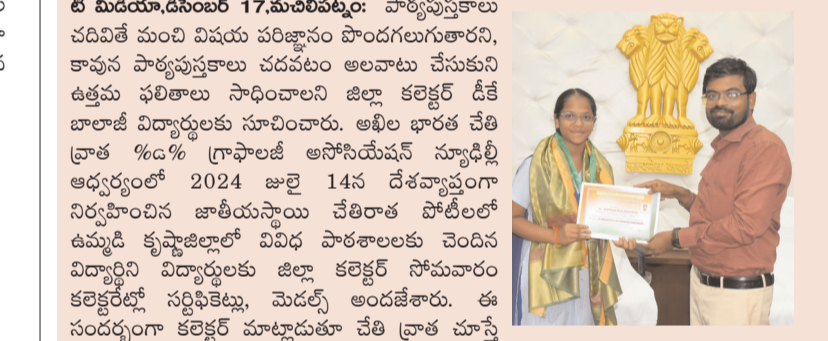 టి మీడియా,డిసెంబర్ 17,మచిలీపట్నం: పాఠ్యపుస్తకాలు
చదివితే మంచి విషయ పరిజ్ఞానం పొందగలుగుతారని,
కావున పాఠ్యపుస్తకాలు చదవటం అలవాటు చేసుకుని
ఉత్తమ ఫలితాలు సాధించాలని జిల్లా కలెక్టర్ డీకే
బాలాజీ విద్యార్థులకు సూచించారు. అఖిల భారత చేతి
వ్రాత %డ% గ్రాఫాలజీ అసోసియేషన్ న్యూఢిల్లీ
ఆధ్వర్యంలో 2024 జులై 14న దేశవ్యాప్తంగా
నిర్వహించిన జాతీయస్థాయి చేతిరాత పోటీలలో
ఉమ్మడి కృష్ణాజిల్లాలో వివిధ పాఠశాలలకు చెందిన
విద్యార్థిని విద్యార్థులకు జిల్లా కలెక్టర్ సోమవారం
కలెక్టరేట్లో సర్టిఫికెట్లు, మెడల్స్ అందజేశారు. ఈ
సందర్భంగా కలెక్టర్ మాట్లాడుతూ చేతి వ్రాత చూస్తే